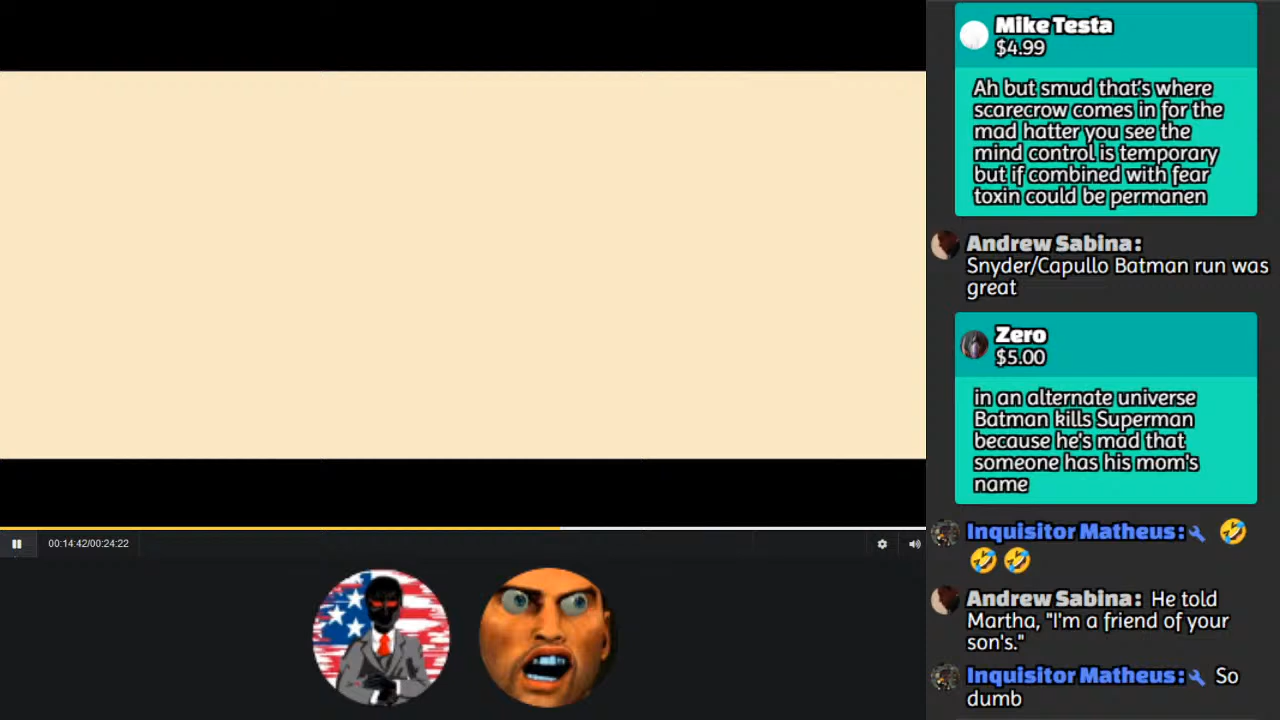 Mike Testa
$4.99
Ah but smud that's where
scarecrow comes in for the
mad hatter you see the
mind control is temporary
but if combined with fear
toxin could be permanen
Andrew Sabina:
Snyder/Capullo Batman run was
great
Zero
$5.00
in an alternate universe
Batman kills Superman
because he's mad that
someone has his mom's
name
Inquisitor Matheus: 🤣
🤣🤣
Andrew Sabina: He told
Martha, "I'm a friend of your
son's."
Inquisitor Matheus: So
dumb
00:14:42/00:24:22